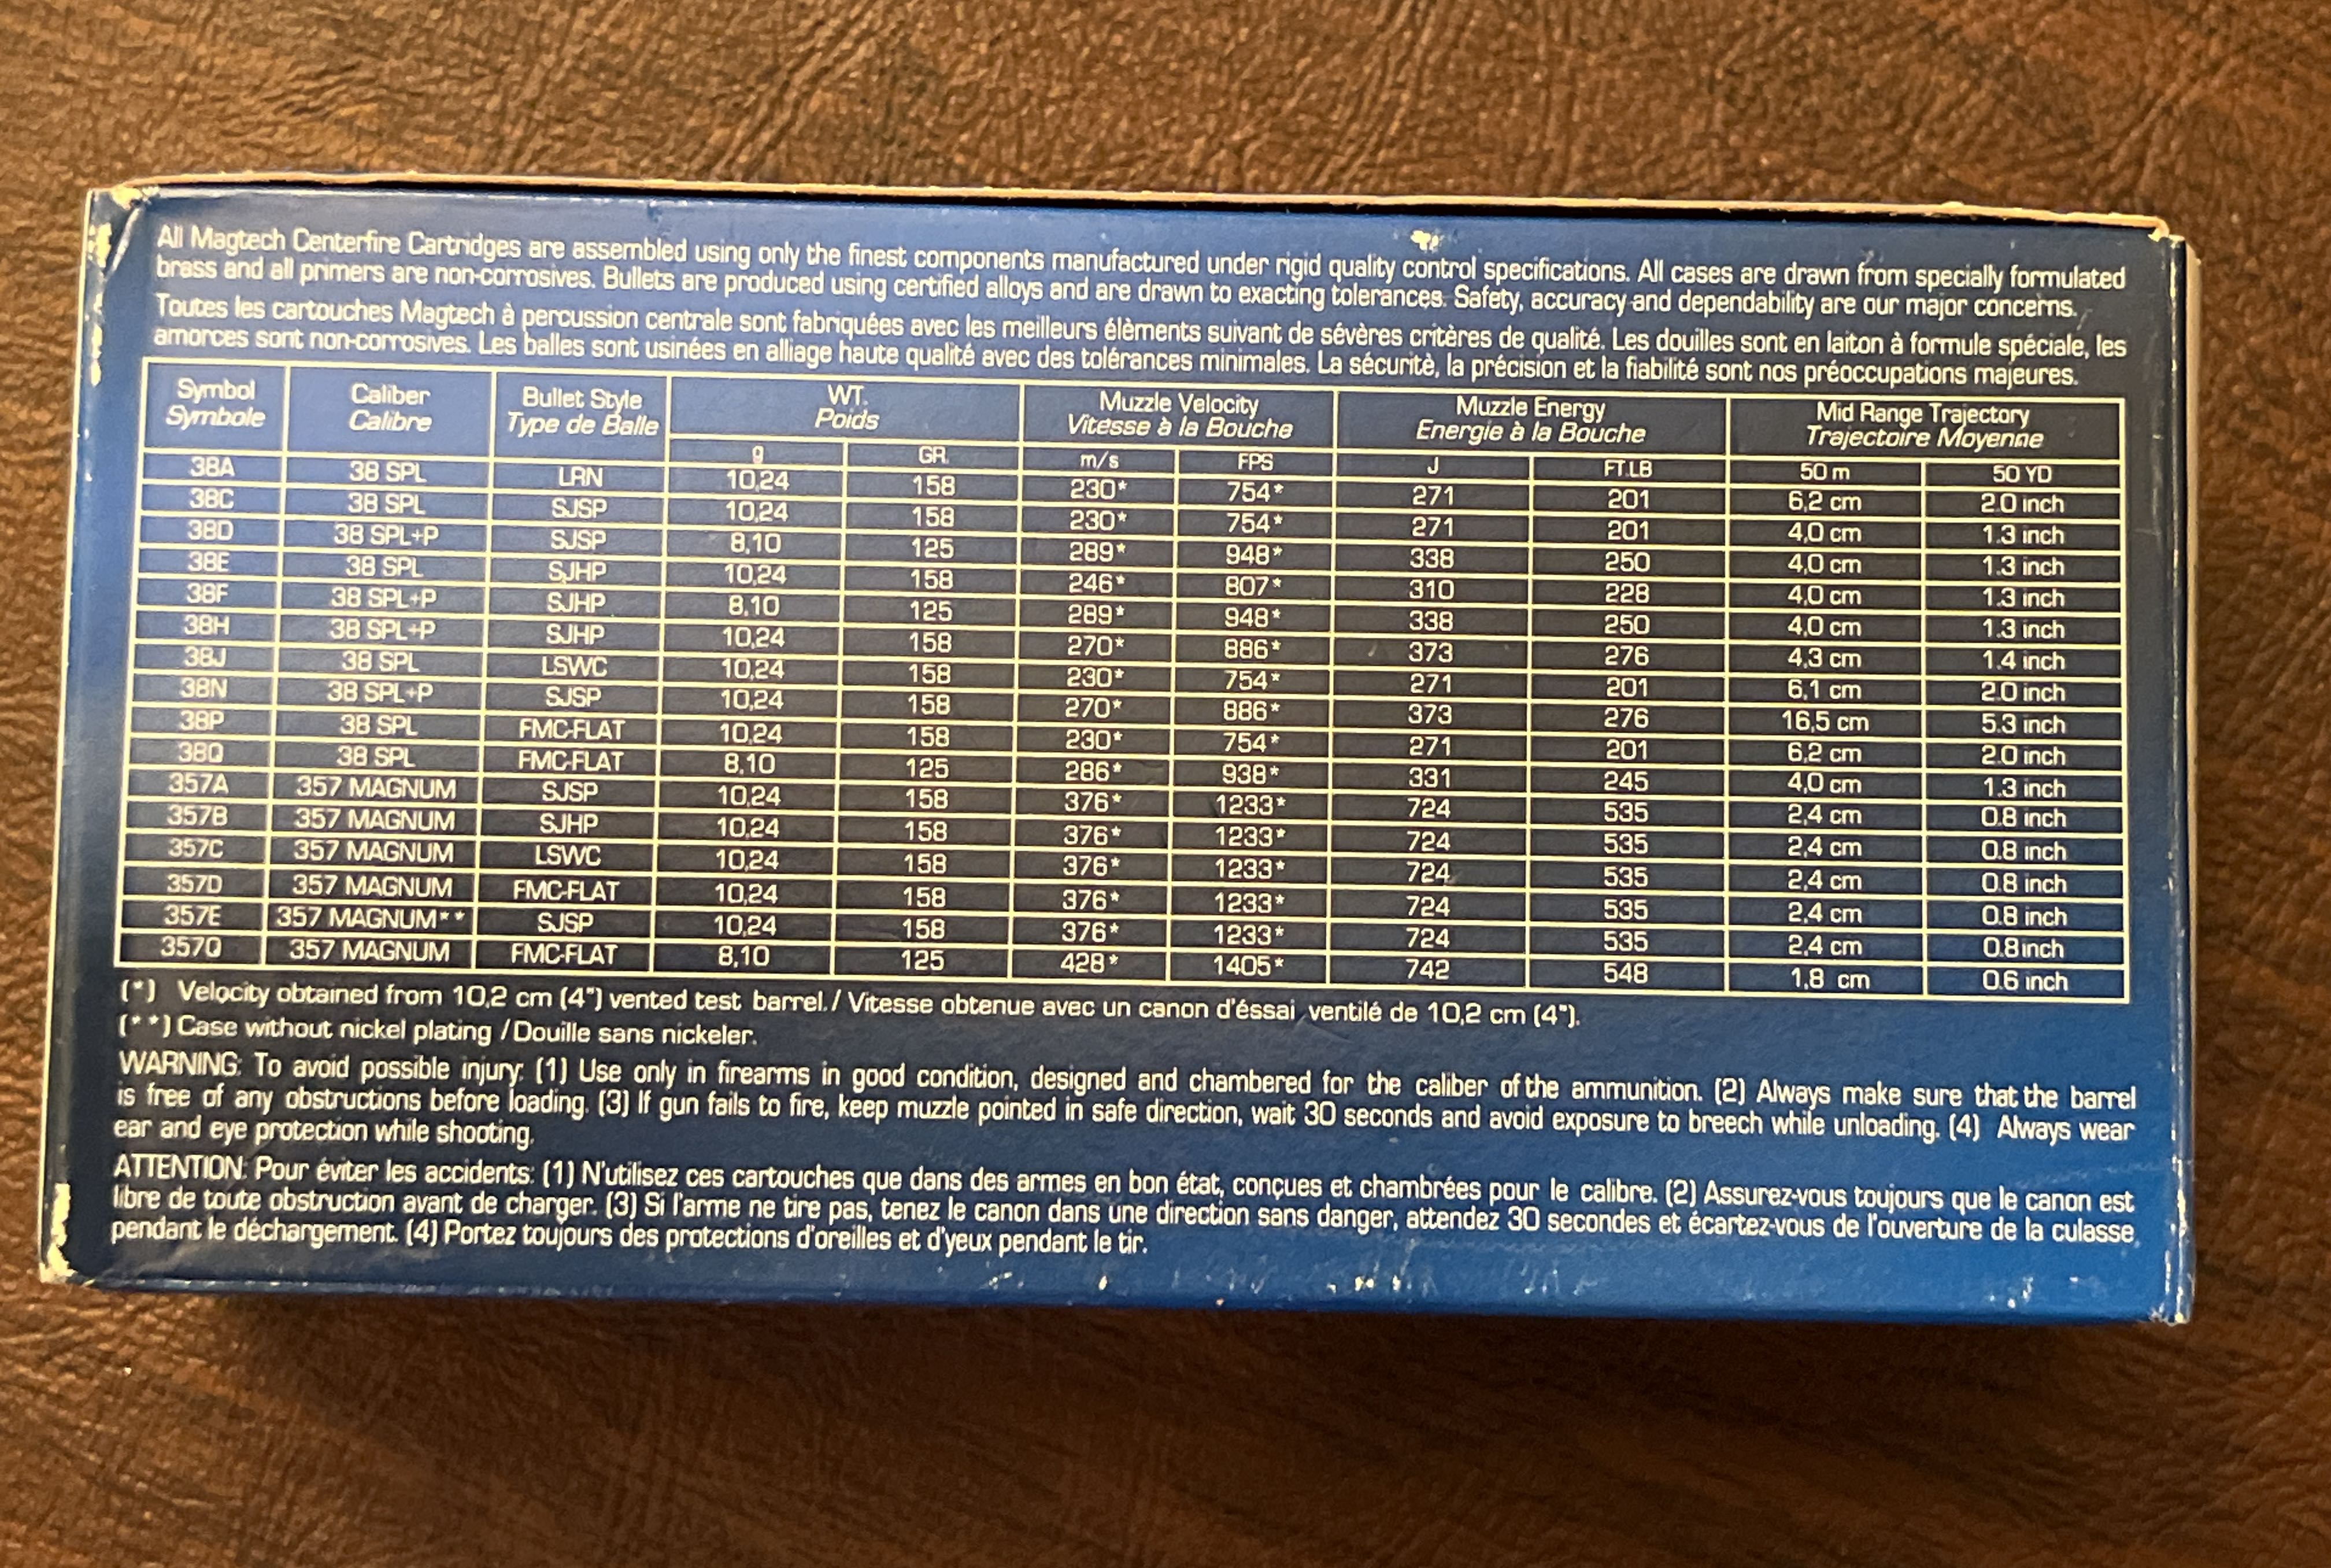 All Magtech Centerfire Cartridges are assembled using only the finest components manufactured under rigid quality control specifications. All cases are drawn from specially formulated
brass and all primers are non-corrosives. Bullets are produced using certified alloys and are drawn to exacting tolerances. Safety, accuracy and dependability are our major concerns.
Toutes les cartouches Magtech à percussion centrale sont fabriquées avec les meilleurs élèments suivant de sévères critères de qualité. Les douilles sont en laiton à formule spéciale, les
amorces sont non-corrosives. Les balles sont usinées en alliage haute qualité avec des tolérances minimales. La sécuritè, la précision et la fiabilité sont nos préoccupations majeures.
Symbol Caliber Bullet Style WT. Muzzle Velocity Muzzle Energy Mid Range Trajectory
Symbole Calibre Type de Balle Poids Vitesse à la Bouche Energie à la Bouche Trajectoire Moyenne
g GR. m/s FPS J FT.LB 50 m 50 YD
38A 38 SPL LRN 10,24 158 230* 754* 271 201 6,2 cm 2.0 inch
38C 38 SPL SJSP 10,24 158 230* 754* 271 201 4,0 cm 1.3 inch
38D 38 SPL+P SJSP 8,10 125 289* 948* 338 250 4,0 cm 1.3 inch
38E 38 SPL SJHP 10,24 158 246* 807* 310 228 4,0 cm 1.3 inch
38F 38 SPL+P SJHP 8,10 125 289* 948* 338 250 4,0 cm 1.3 inch
38H 38 SPL+P SJHP 10,24 158 270* 886* 373 276 4,3 cm 1.4 inch
38J 38 SPL LSWC 10,24 158 230* 754* 271 201 6,1 cm 2.0 inch
38N 38 SPL+P SJSP 10,24 158 270* 886* 373 276 16,5 cm 5.3 inch
38P 38 SPL FMC-FLAT 10,24 158 230* 754* 271 201 6,2 cm 2.0 inch
38Q 38 SPL FMC-FLAT 8,10 125 286* 938* 331 245 4,0 cm 1.3 inch
357A 357 MAGNUM SJSP 10,24 158 376* 1233* 724 535 2,4 cm 0.8 inch
357B 357 MAGNUM SJHP 10,24 158 376* 1233* 724 535 2,4 cm 0.8 inch
357C 357 MAGNUM LSWC 10,24 158 376* 1233* 724 535 2,4 cm 0.8 inch
357D 357 MAGNUM FMC-FLAT 10,24 158 376* 1233* 724 535 2,4 cm 0.8 inch
357E 357 MAGNUM** SJSP 10,24 158 376* 1233* 724 535 2,4 cm 0.8inch
357Q 357 MAGNUM FMC-FLAT 8,10 125 428* 1405* 742 548 1,8 cm 0.6 inch
(*) Velocity obtained from 10,2 cm (4") vented test barrel./ Vitesse obtenue avec un canon d'éssai ventilé de 10,2 cm (4").
(**) Case without nickel plating / Douille sans nickeler.
WARNING: To avoid possible injury: (1) Use only in firearms in good condition, designed and chambered for the caliber of the ammunition. (2) Always make sure that the barrel
is free of any obstructions before loading. (3) If gun fails to fire, keep muzzle pointed in safe direction, wait 30 seconds and avoid exposure to breech while unloading. (4) Always wear
ear and eye protection while shooting.
ATTENTION: Pour éviter les accidents: (1) N'utilisez ces cartouches que dans des armes en bon état, conçues et chambrées pour le calibre. (2) Assurez-vous toujours que le canon est
libre de toute obstruction avant de charger. (3) Si l'arme ne tire pas, tenez le canon dans une direction sans danger, attendez 30 secondes et écartez-vous de l'ouverture de la culasse
pendant le déchargement. (4) Portez toujours des protections d'oreilles et d'yeux pendant le tir.